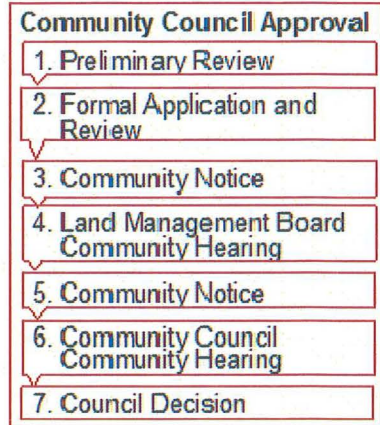 Community Council Approval
1. Preliminary Review
2. Formal Application and
Review
3. Community Notice
4. Land Management Board
Community Hearing
5. Community Notice
6. Community Council
Community Hearing
7. Council Decision